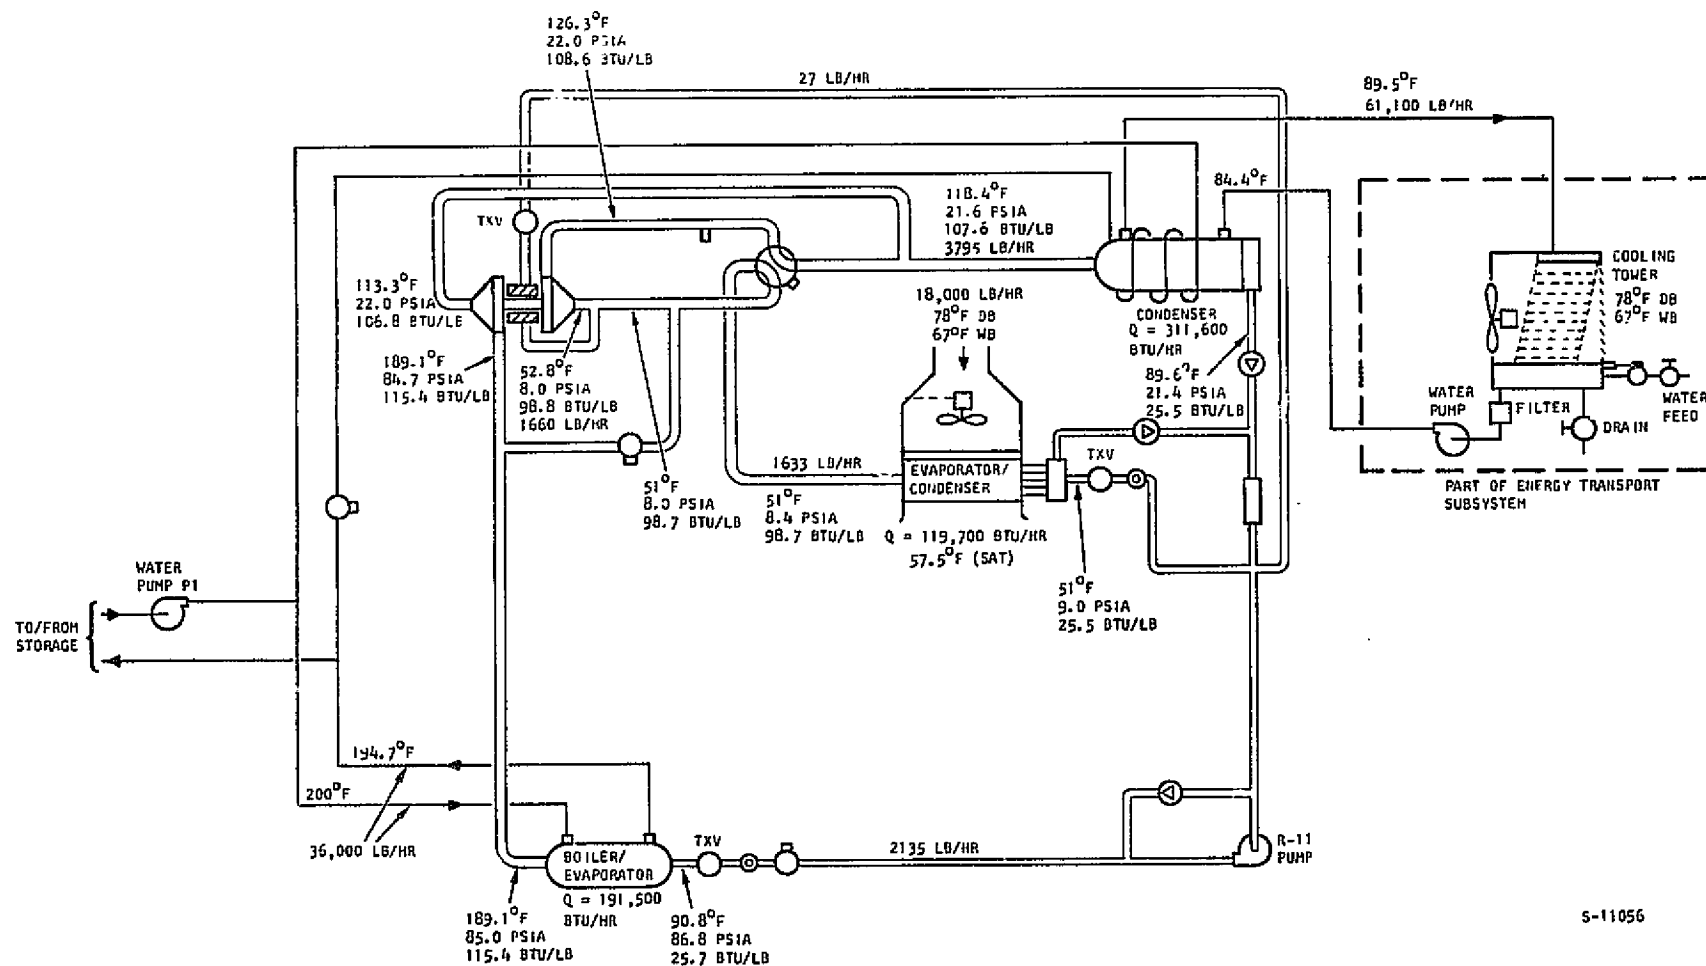 126.3°F
22.0 PSIA
108.6 BTU/LB
27 LB/HR
89.5°F
61,100 LB/HR
TXV
118.4°F
21.6 PSIA
107.6 BTU/LB
3795 LB/HR
84.4°F
113.3°F
22.0 PSIA
106.8 BTU/LB
18,000 LB/HR
78°F DB
67°F WB
CONDENSER
Q = 311,600
BTU/HR
COOLING
TOWER
78°F DB
67°F WB
189.1°F
84.7 PSIA
115.4 BTU/LB
52.8°F
8.0 PSIA
98.8 BTU/LB
1660 LB/HR
89.6°F
21.4 PSIA
25.5 BTU/LB
WATER
PUMP
FILTER
WATER
FEED
DRAIN
1633 LB/HR
EVAPORATOR/
CONDENSER
TXV
51°F
8.0 PSIA
98.7 BTU/LB
51°F
8.4 PSIA
98.7 BTU/LB
Q = 119,700 BTU/HR
57.5°F (SAT)
PART OF ENERGY TRANSPORT
SUBSYSTEM
51°F
9.0 PSIA
25.5 BTU/LB
WATER
PUMP P1
TO/FROM
STORAGE
194.7°F
200°F
36,000 LB/HR
BOILER/
EVAPORATOR
Q = 191,500
BTU/HR
TXV
2135 LB/HR
R-11
PUMP
189.1°F
85.0 PSIA
115.4 BTU/LB
90.8°F
86.8 PSIA
25.7 BTU/LB
S-11056